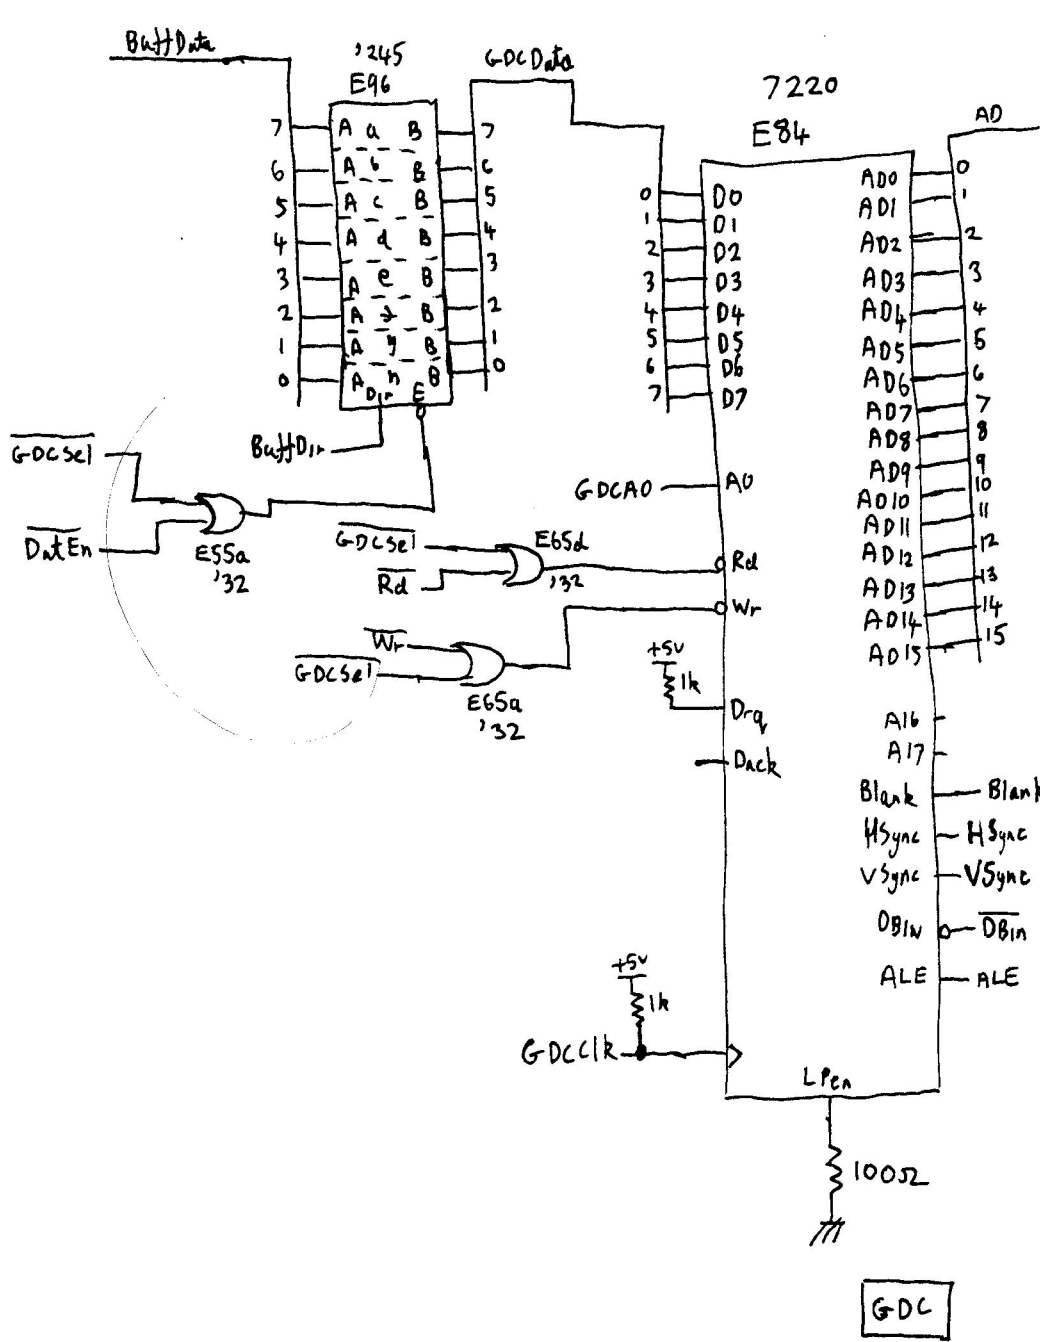 BuffData
'245
E96
GDCData
7220
E84
AD
7 A a B 7
6 A b B 6
5 A c B 5
4 A d B 4
3 A e B 3
2 A f B 2
1 A g B 1
0 A h B 0
Dir E
BuffDir
0 D0
1 D1
2 D2
3 D3
4 D4
5 D5
6 D6
7 D7
AD0 0
AD1 1
AD2 2
AD3 3
AD4 4
AD5 5
AD6 6
AD7 7
AD8 8
AD9 9
AD10 10
AD11 11
AD12 12
AD13 13
AD14 14
AD15 15
GDCSel
DatEn
E55a
'32
GDCA0 A0
GDCSel
Rd
E65d
'32
Rd
Wr
GDCSel
E65a
'32
Wr
+5v
1k
Drq
Dack
A16
A17
Blank Blank
HSync HSync
VSync VSync
DBIN DBin
ALE ALE
+5v
1k
GDCClk
LPen
100Ω
GDC